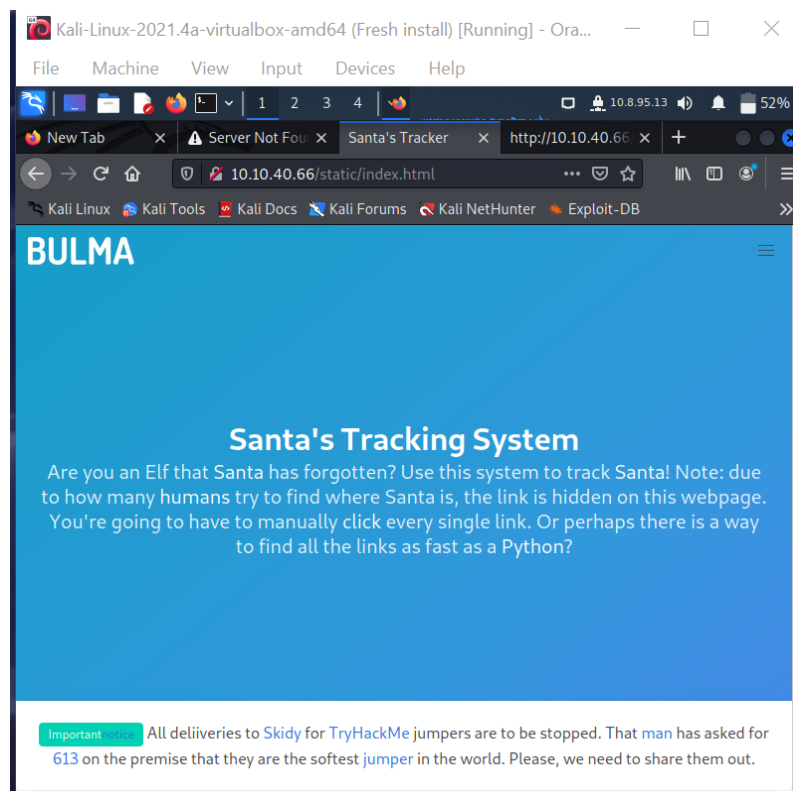 Kali-Linux-2021.4a-virtualbox-amd64 (Fresh install) [Running] - Ora...
File Machine View Input Devices Help
1 2 3 4 10.8.95.13 52%
New Tab Server Not Fou Santa's Tracker http://10.10.40.66
10.10.40.66/static/index.html
Kali Linux Kali Tools Kali Docs Kali Forums Kali NetHunter Exploit-DB
BULMA
Santa's Tracking System
Are you an Elf that Santa has forgotten? Use this system to track Santa! Note: due
to how many humans try to find where Santa is, the link is hidden on this webpage.
You're going to have to manually click every single link. Or perhaps there is a way
to find all the links as fast as a Python?
Importantnotice All deliiveries to Skidy for TryHackMe jumpers are to be stopped. That man has asked for
613 on the premise that they are the softest jumper in the world. Please, we need to share them out.